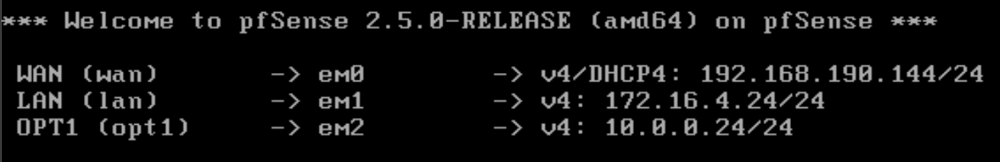 *** Welcome to pfSense 2.5.0-RELEASE (amd64) on pfSense ***
WAN (wan) -> em0 -> v4/DHCP4: 192.168.190.144/24
LAN (lan) -> em1 -> v4: 172.16.4.24/24
OPT1 (opt1) -> em2 -> v4: 10.0.0.24/24